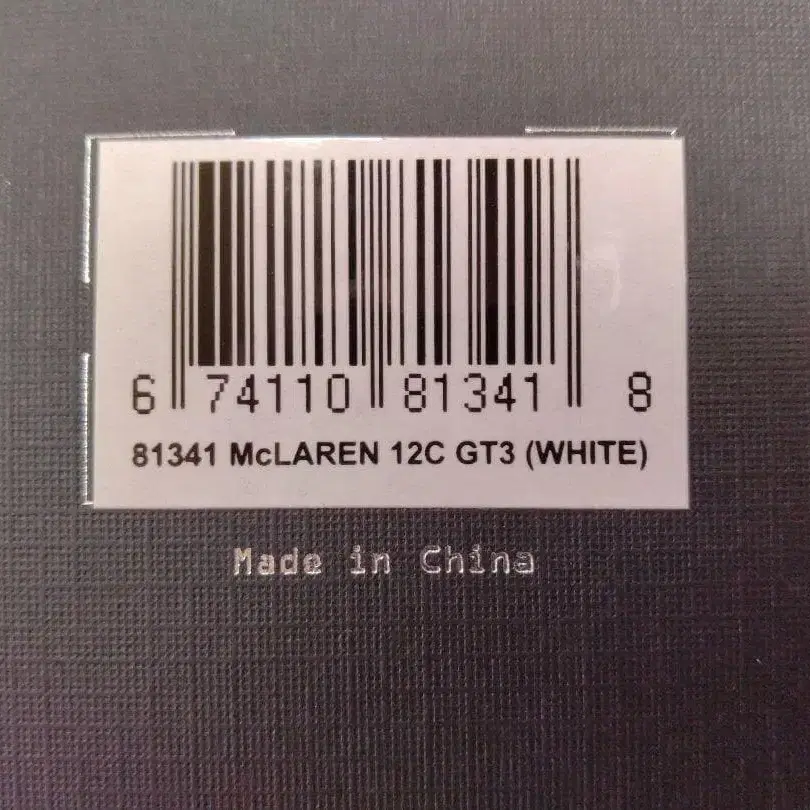 6 74110 81341 8
81341 McLAREN 12C GT3 (WHITE)
Made in China